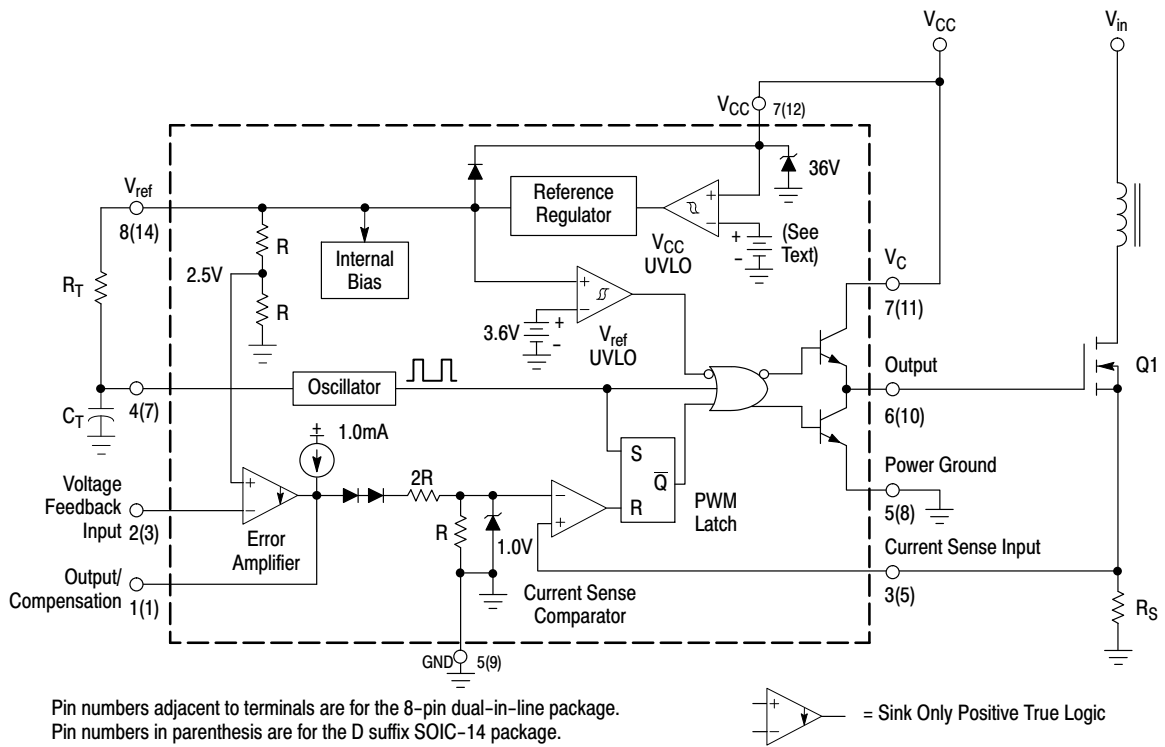 VCC
Vin
VCC 7(12)
Vref
8(14)
36V
Reference
Regulator
+
−
VCC
UVLO
+
−
(See
Text)
R
2.5V
R
Internal
Bias
RT
VC
7(11)
+
−
3.6V
+
−
Vref
UVLO
Output
6(10)
Q1
Oscillator
CT
4(7)
+
−
1.0mA
S
Q
R
PWM
Latch
Power Ground
5(8)
Voltage
Feedback
Input
2(3)
+
−
Error
Amplifier
2R
R
1.0V
−
+
Current Sense
Comparator
Current Sense Input
3(5)
Output/
Compensation
1(1)
RS
GND 5(9)
Pin numbers adjacent to terminals are for the 8−pin dual−in−line package.
Pin numbers in parenthesis are for the D suffix SOIC−14 package.
+
−
= Sink Only Positive True Logic